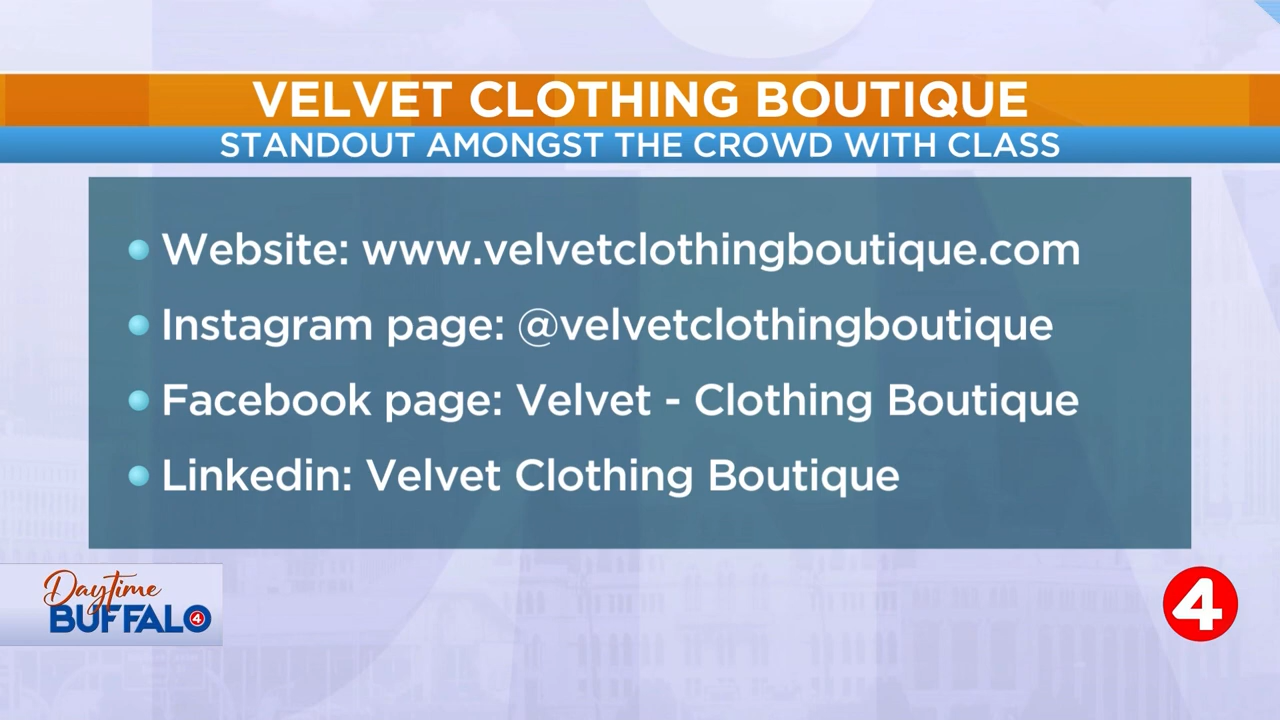 VELVET CLOTHING BOUTIQUE
STANDOUT AMONGST THE CROWD WITH CLASS
Website: www.velvetclothingboutique.com
Instagram page: @velvetclothingboutique
Facebook page: Velvet - Clothing Boutique
Linkedin: Velvet Clothing Boutique
Daytime
BUFFALO 4
4